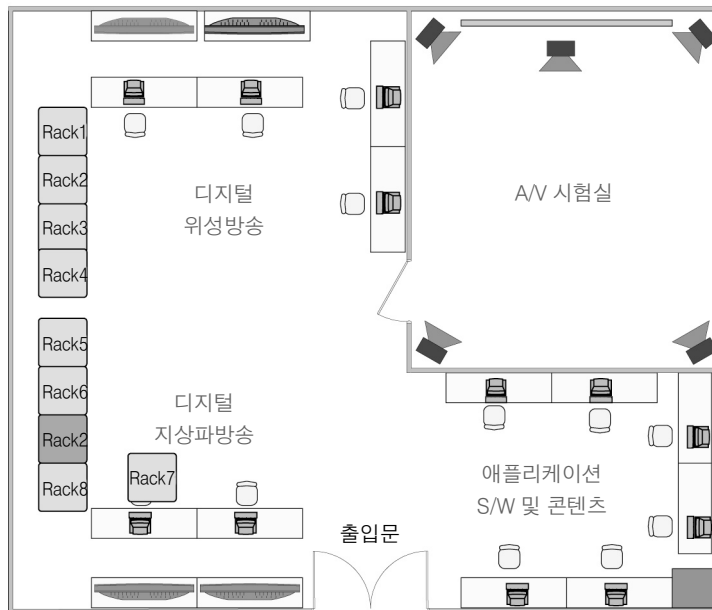 Rack1
Rack2
Rack3
Rack4
디지털
위성방송
A/V 시험실
Rack5
Rack6
Rack2
Rack8
디지털
지상파방송
Rack7
애플리케이션
S/W 및 콘텐츠
출입문